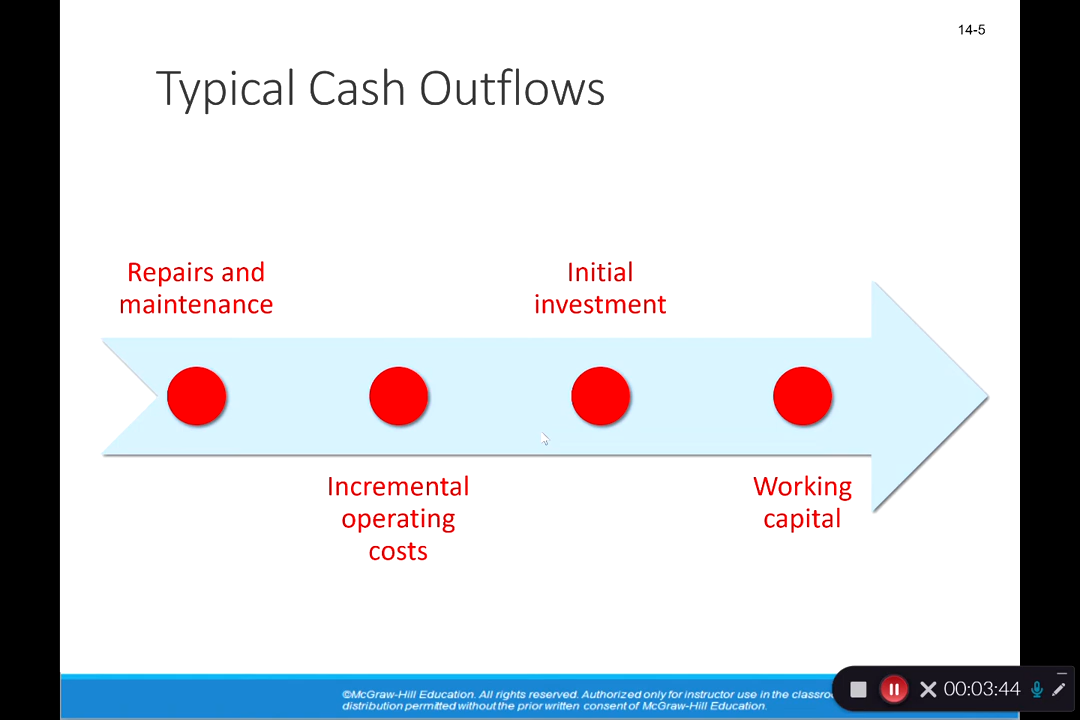 14-5
Typical Cash Outflows
Repairs and
maintenance
Initial
investment
Incremental
operating
costs
Working
capital
©McGraw-Hill Education. All rights reserved. Authorized only for instructor use in the
distribution permitted without the prior written consent of McGraw-Hill Education.
00:03:44